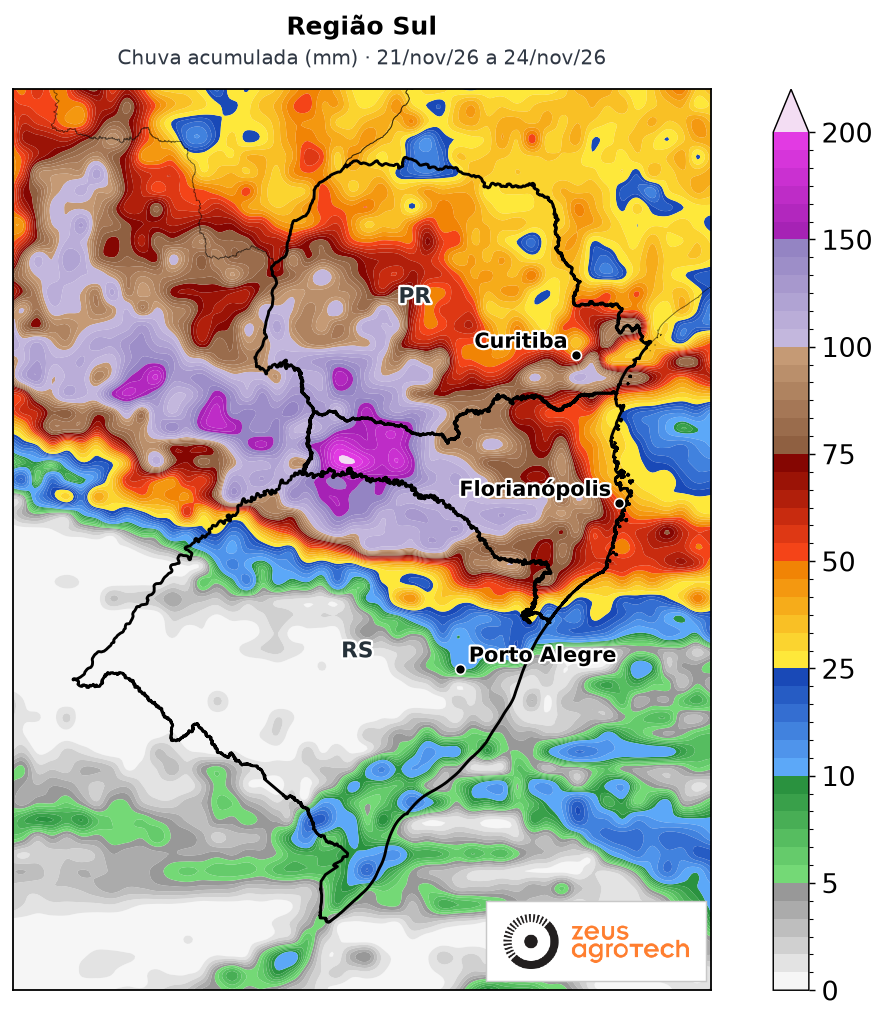 Região Sul
Chuva acumulada (mm) · 21/nov/26 a 24/nov/26
200
150
100
75
50
25
10
5
0
PR
Curitiba
Florianópolis
RS
Porto Alegre
zeus
agrotech